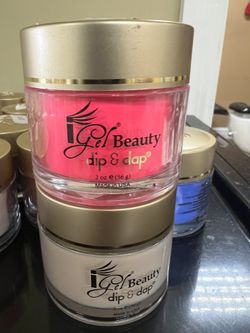 iGel Beauty
dip & dap®
2 oz (56 g)
Made in USA
iGel Beauty
dip & dap®